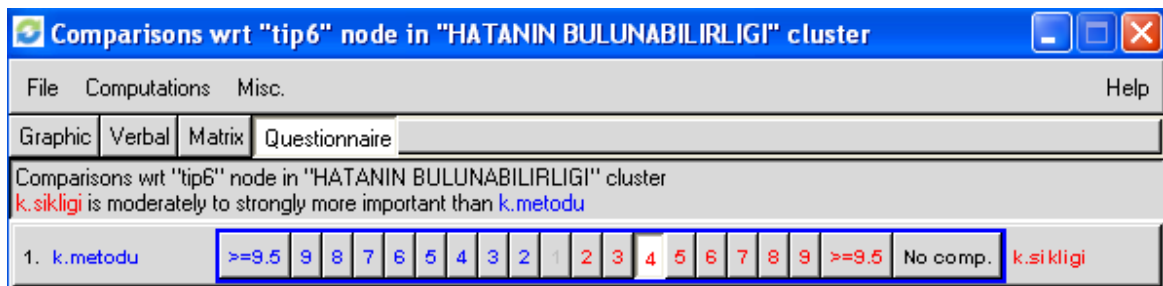 Comparisons wrt "tip6" node in "HATANIN BULUNABILIRLIGI" cluster
File Computations Misc. Help
Graphic Verbal Matrix Questionnaire
Comparisons wrt "tip6" node in "HATANIN BULUNABILIRLIGI" cluster
k.sikligi is moderately to strongly more important than k.metodu
1. k.metodu >=9.5 9 8 7 6 5 4 3 2 1 2 3 4 5 6 7 8 9 >=9.5 No comp. k.sikligi